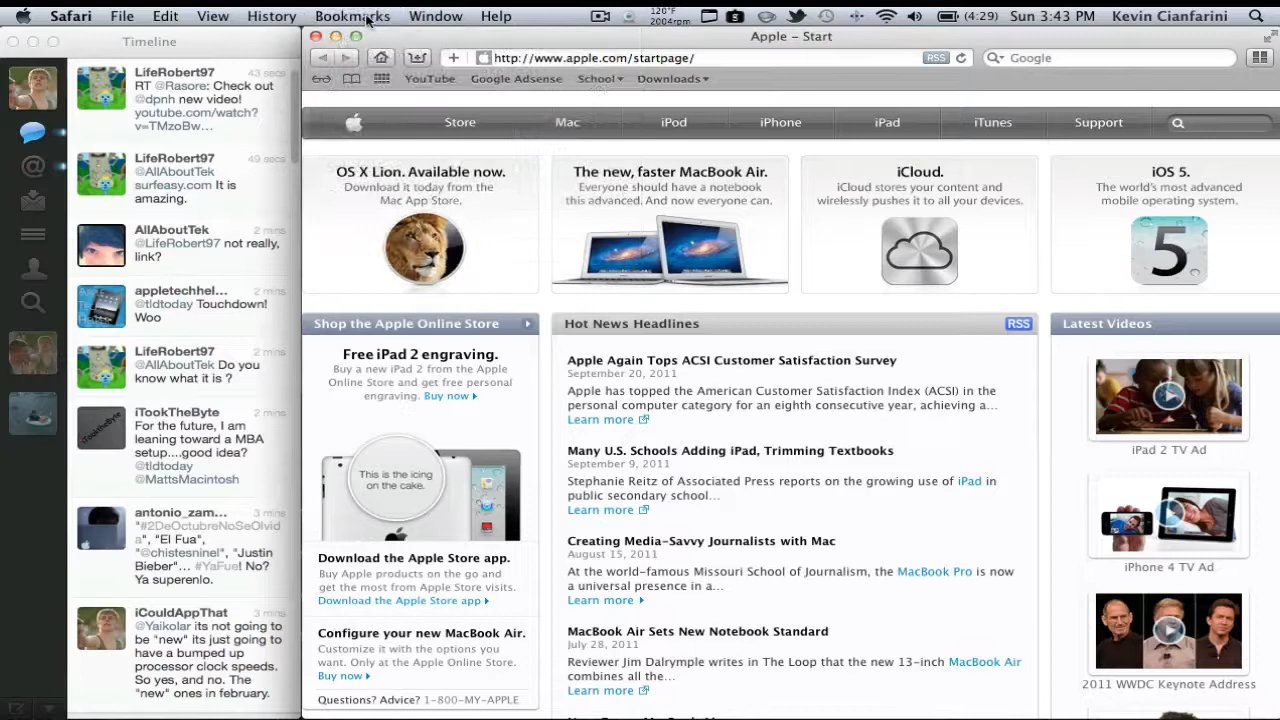 Safari File Edit View History Bookmarks Window Help 120°F 2004rpm (4:29) Sun 3:43 PM Kevin Cianfarini
Timeline
LifeRobert97 43 secs
RT @Rasore: Check out
@dpnh new video!
youtube.com/watch?
v=TMzoBw...
LifeRobert97 49 secs
@AllAboutTek
surfeasy.com It is
amazing.
AllAboutTek 2 mins
@LifeRobert97 not really,
link?
appletechhel... 2 mins
@tldtoday Touchdown!
Woo
LifeRobert97 2 mins
@AllAboutTek Do you
know what it is ?
iTookTheByte 2 mins
For the future, I am
leaning toward a MBA
setup....good idea?
@tldtoday
@MattsMacintosh
antonio_zam... 3 mins
"#2DeOctubreNoSeOlvid
a", "El Fua",
"@chistesninel", "Justin
Bieber"... #YaFue! No?
Ya superenlo.
iCouldAppThat 3 mins
@Yaikolar its not going to
be "new" its just going to
have a bumped up
processor clock speeds.
So yes, and no. The
"new" ones in february.
Apple – Start
http://www.apple.com/startpage/ RSS Google
YouTube Google Adsense School Downloads
Store Mac iPod iPhone iPad iTunes Support
OS X Lion. Available now.
Download it today from the
Mac App Store.
The new, faster MacBook Air.
Everyone should have a notebook
this advanced. And now everyone can.
iCloud.
iCloud stores your content and
wirelessly pushes it to all your devices.
iOS 5.
The world's most advanced
mobile operating system.
5
Shop the Apple Online Store
Free iPad 2 engraving.
Buy a new iPad 2 from the Apple
Online Store and get free personal
engraving. Buy now
This is the icing
on the cake.
Download the Apple Store app.
Buy Apple products on the go and
get the most from Apple Store visits.
Download the Apple Store app
Configure your new MacBook Air.
Customize it with the options you
want. Only at the Apple Online Store.
Buy now
Questions? Advice? 1-800-MY-APPLE
Hot News Headlines RSS
Apple Again Tops ACSI Customer Satisfaction Survey
September 20, 2011
Apple has topped the American Customer Satisfaction Index (ACSI) in the
personal computer category for an eighth consecutive year, achieving a...
Learn more
Many U.S. Schools Adding iPad, Trimming Textbooks
September 9, 2011
Stephanie Reitz of Associated Press reports on the growing use of iPad in
public secondary school...
Learn more
Creating Media-Savvy Journalists with Mac
August 15, 2011
At the world-famous Missouri School of Journalism, the MacBook Pro is now
a universal presence in a...
Learn more
MacBook Air Sets New Notebook Standard
July 28, 2011
Reviewer Jim Dalrymple writes in The Loop that the new 13-inch MacBook Air
combines all the...
Learn more
Latest Videos
iPad 2 TV Ad
iPhone 4 TV Ad
2011 WWDC Keynote Address